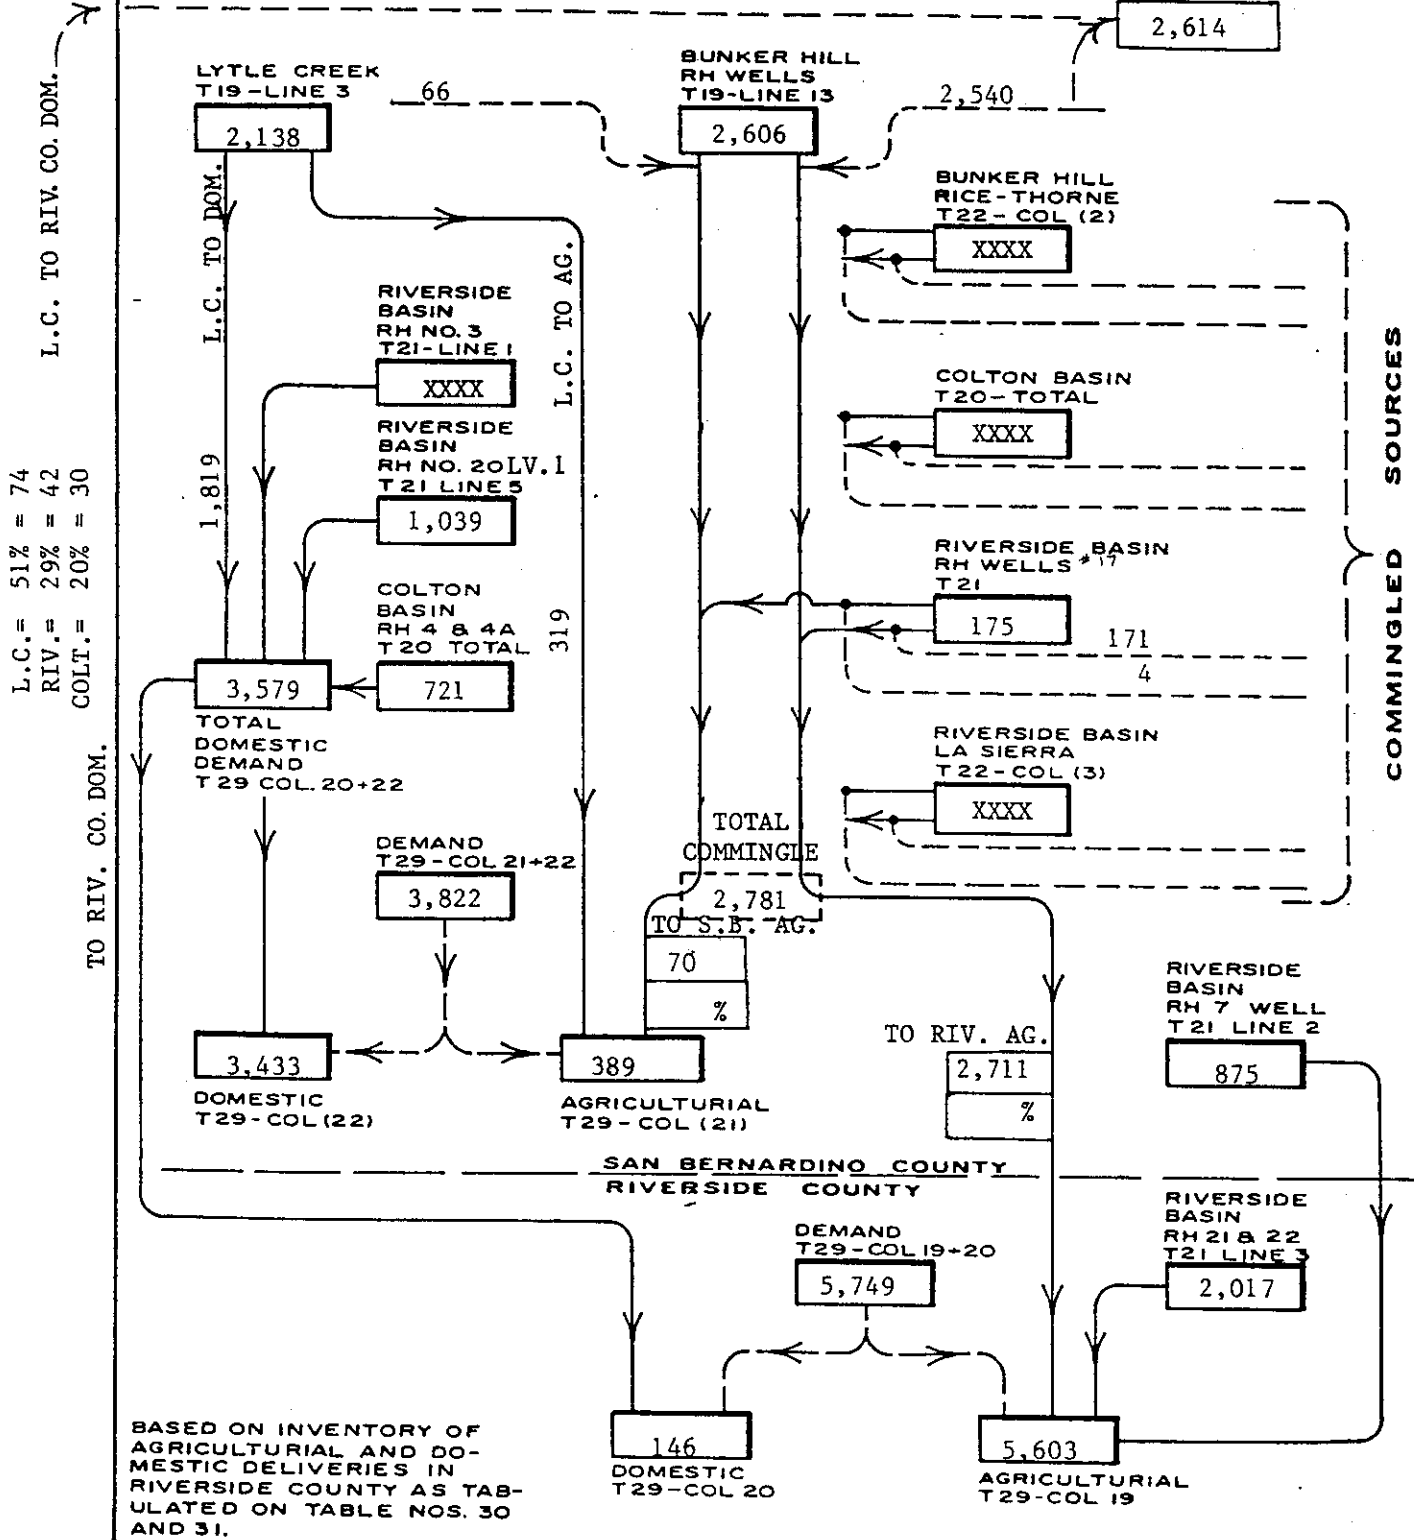 2,614
LYTLE CREEK
T19-LINE 3
2,138
66
BUNKER HILL
RH WELLS
T19-LINE 13
2,606
2,540
L.C. TO RIV. CO. DOM.
L.C. TO DOM.
1,819
L.C. TO AG.
319
BUNKER HILL
RICE-THORNE
T22-COL (2)
XXXX
RIVERSIDE
BASIN
RH NO. 3
T21-LINE 1
XXXX
COLTON BASIN
T20-TOTAL
XXXX
COMMINGLED SOURCES
RIVERSIDE
BASIN
RH NO. 20 LV. 1
T21 LINE 5
1,039
L.C. = 51% = 74
RIV. = 29% = 42
COLT. = 20% = 30
RIVERSIDE BASIN
RH WELLS #17
T21
175
171
4
COLTON
BASIN
RH 4 & 4A
T20 TOTAL
721
3,579
TOTAL
DOMESTIC
DEMAND
T29 COL. 20+22
RIVERSIDE BASIN
LA SIERRA
T22-COL (3)
XXXX
TO RIV. CO. DOM.
DEMAND
T29-COL 21+22
3,822
TOTAL
COMMINGLE
2,781
TO S.B. AG.
70
%
3,433
DOMESTIC
T29-COL (22)
389
AGRICULTURIAL
T29-COL (21)
TO RIV. AG.
2,711
%
RIVERSIDE
BASIN
RH 7 WELL
T21 LINE 2
875
SAN BERNARDINO COUNTY
RIVERSIDE COUNTY
DEMAND
T29-COL 19+20
5,749
RIVERSIDE
BASIN
RH 21 & 22
T21 LINE 3
2,017
146
DOMESTIC
T29-COL 20
5,603
AGRICULTURIAL
T29-COL 19
BASED ON INVENTORY OF
AGRICULTURIAL AND DO-
MESTIC DELIVERIES IN
RIVERSIDE COUNTY AS TAB-
ULATED ON TABLE NOS. 30
AND 31.